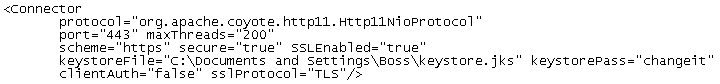 <Connector
protocol="org.apache.coyote.http11.Http11NioProtocol"
port="443" maxThreads="200"
scheme="https" secure="true" SSLEnabled="true"
keystoreFile="C:\Documents and Settings\Boss\keystore.jks" keystorePass="changeit"
clientAuth="false" sslProtocol="TLS"/>